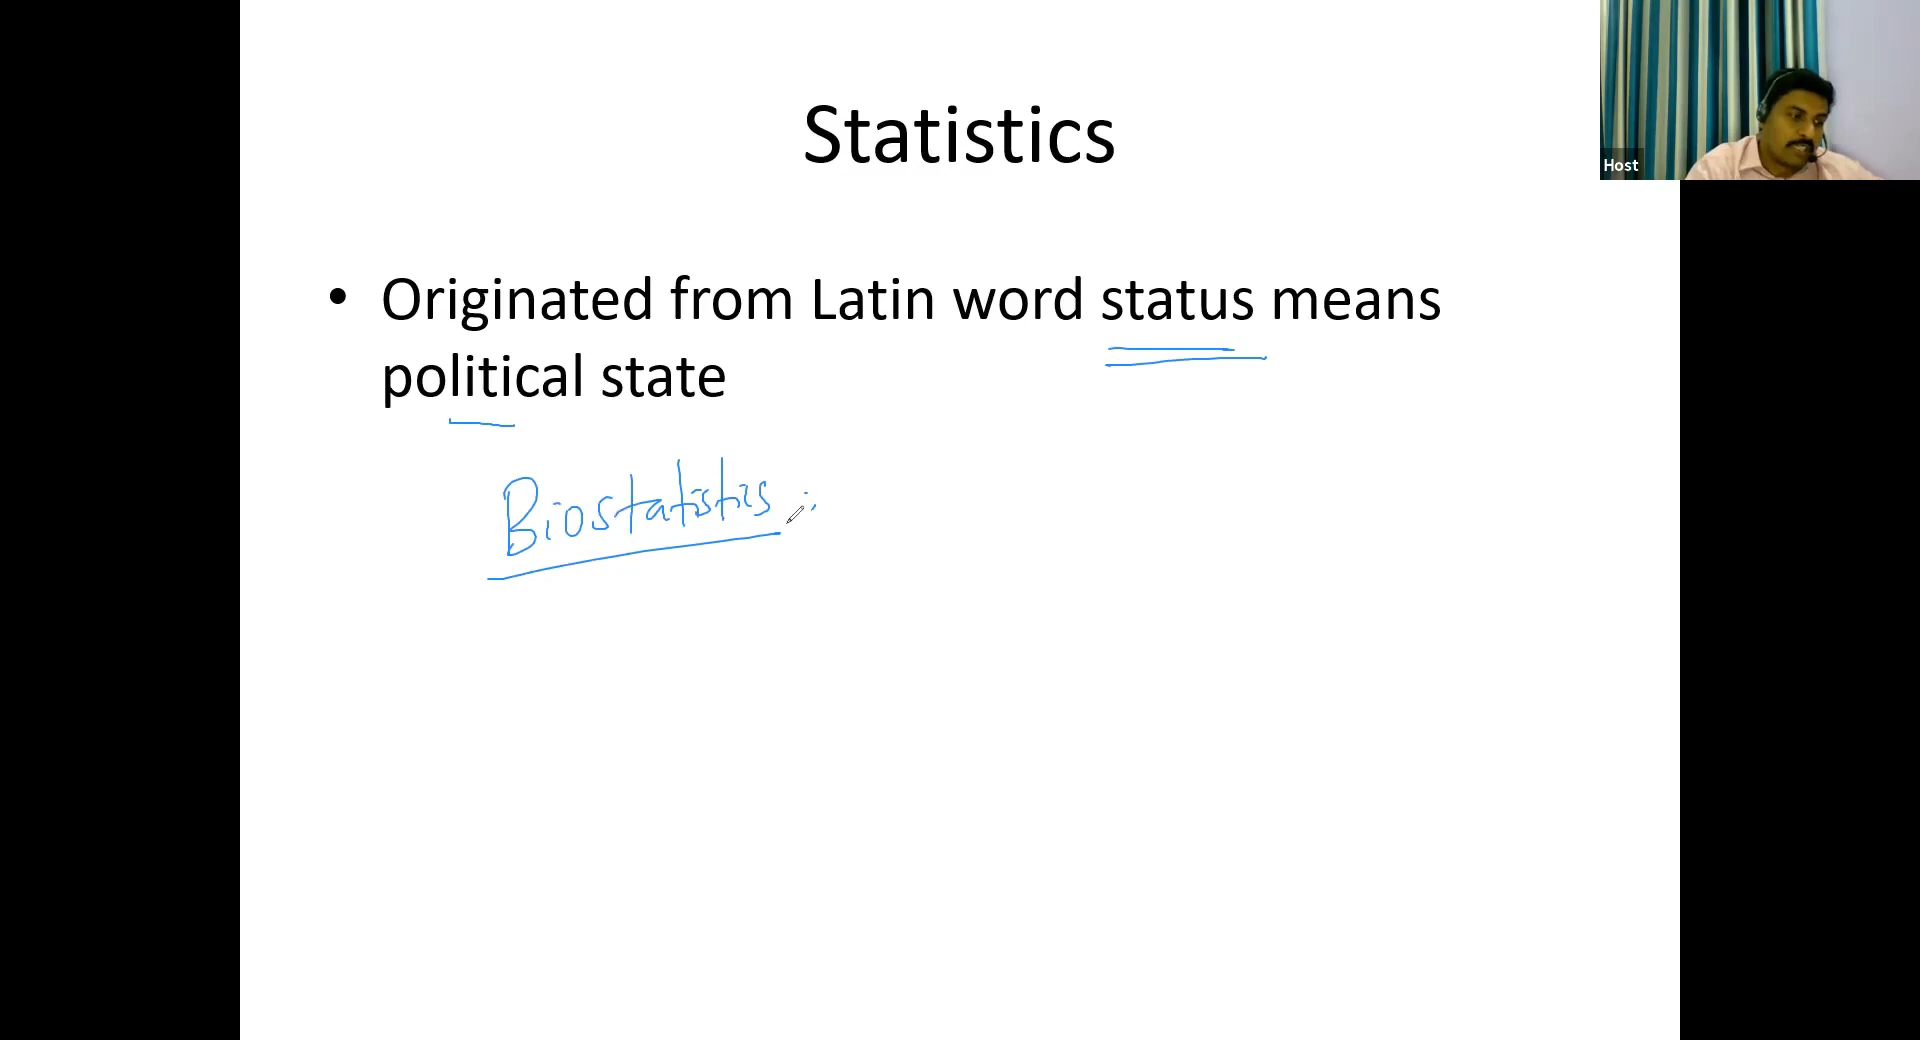 Statistics
Host
• Originated from Latin word status means
political state
Biostatistics